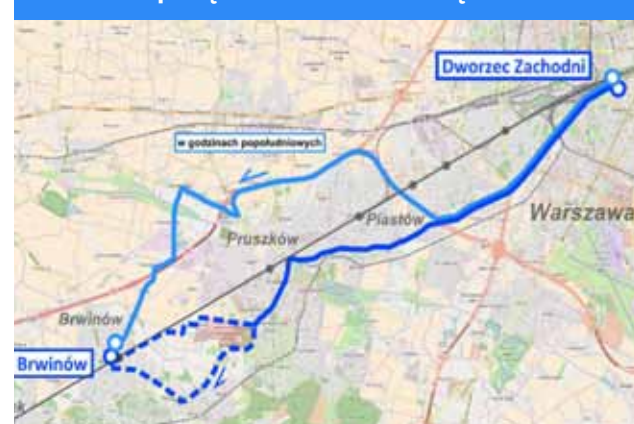 Dworzec Zachodni
w godzinach popołudniowych
Piastów
Warszawa
Pruszków
Brwinów
Brwinów